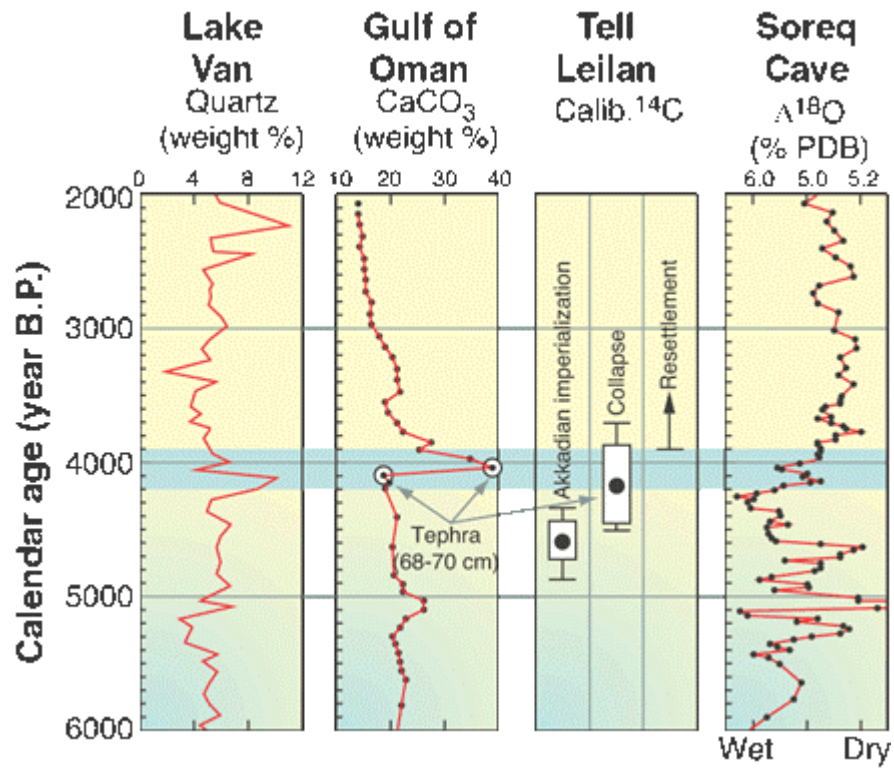 Lake
Van
Quartz
(weight %)
Gulf of
Oman
CaCO3
(weight %)
Tell
Leilan
Calib.14C
Soreq
Cave
Λ18O
(% PDB)
0 4 8 12
10 20 30 40
6.0 5.0 5.2
Calendar age (year B.P.)
2000
3000
4000
5000
6000
Tephra
(68-70 cm)
Akkadian imperialization
Collapse
Resettlement
Wet Dry